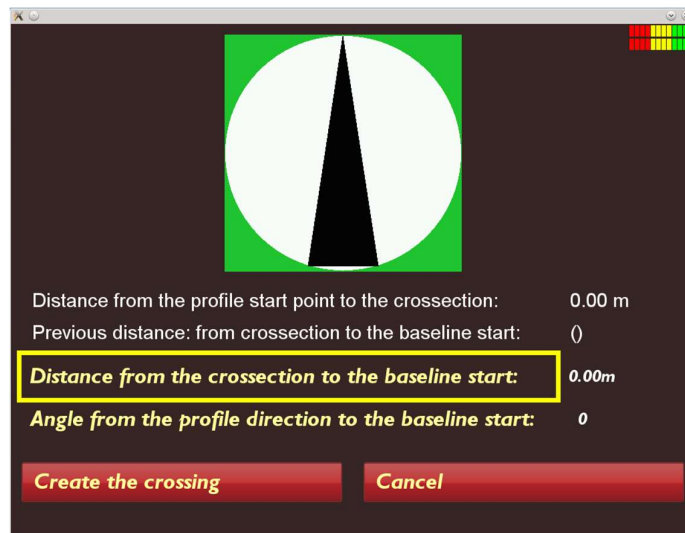 Distance from the profile start point to the crossection: 0.00 m
Previous distance: from crossection to the baseline start: ()
Distance from the crossection to the baseline start: 0.00m
Angle from the profile direction to the baseline start: 0
Create the crossing Cancel